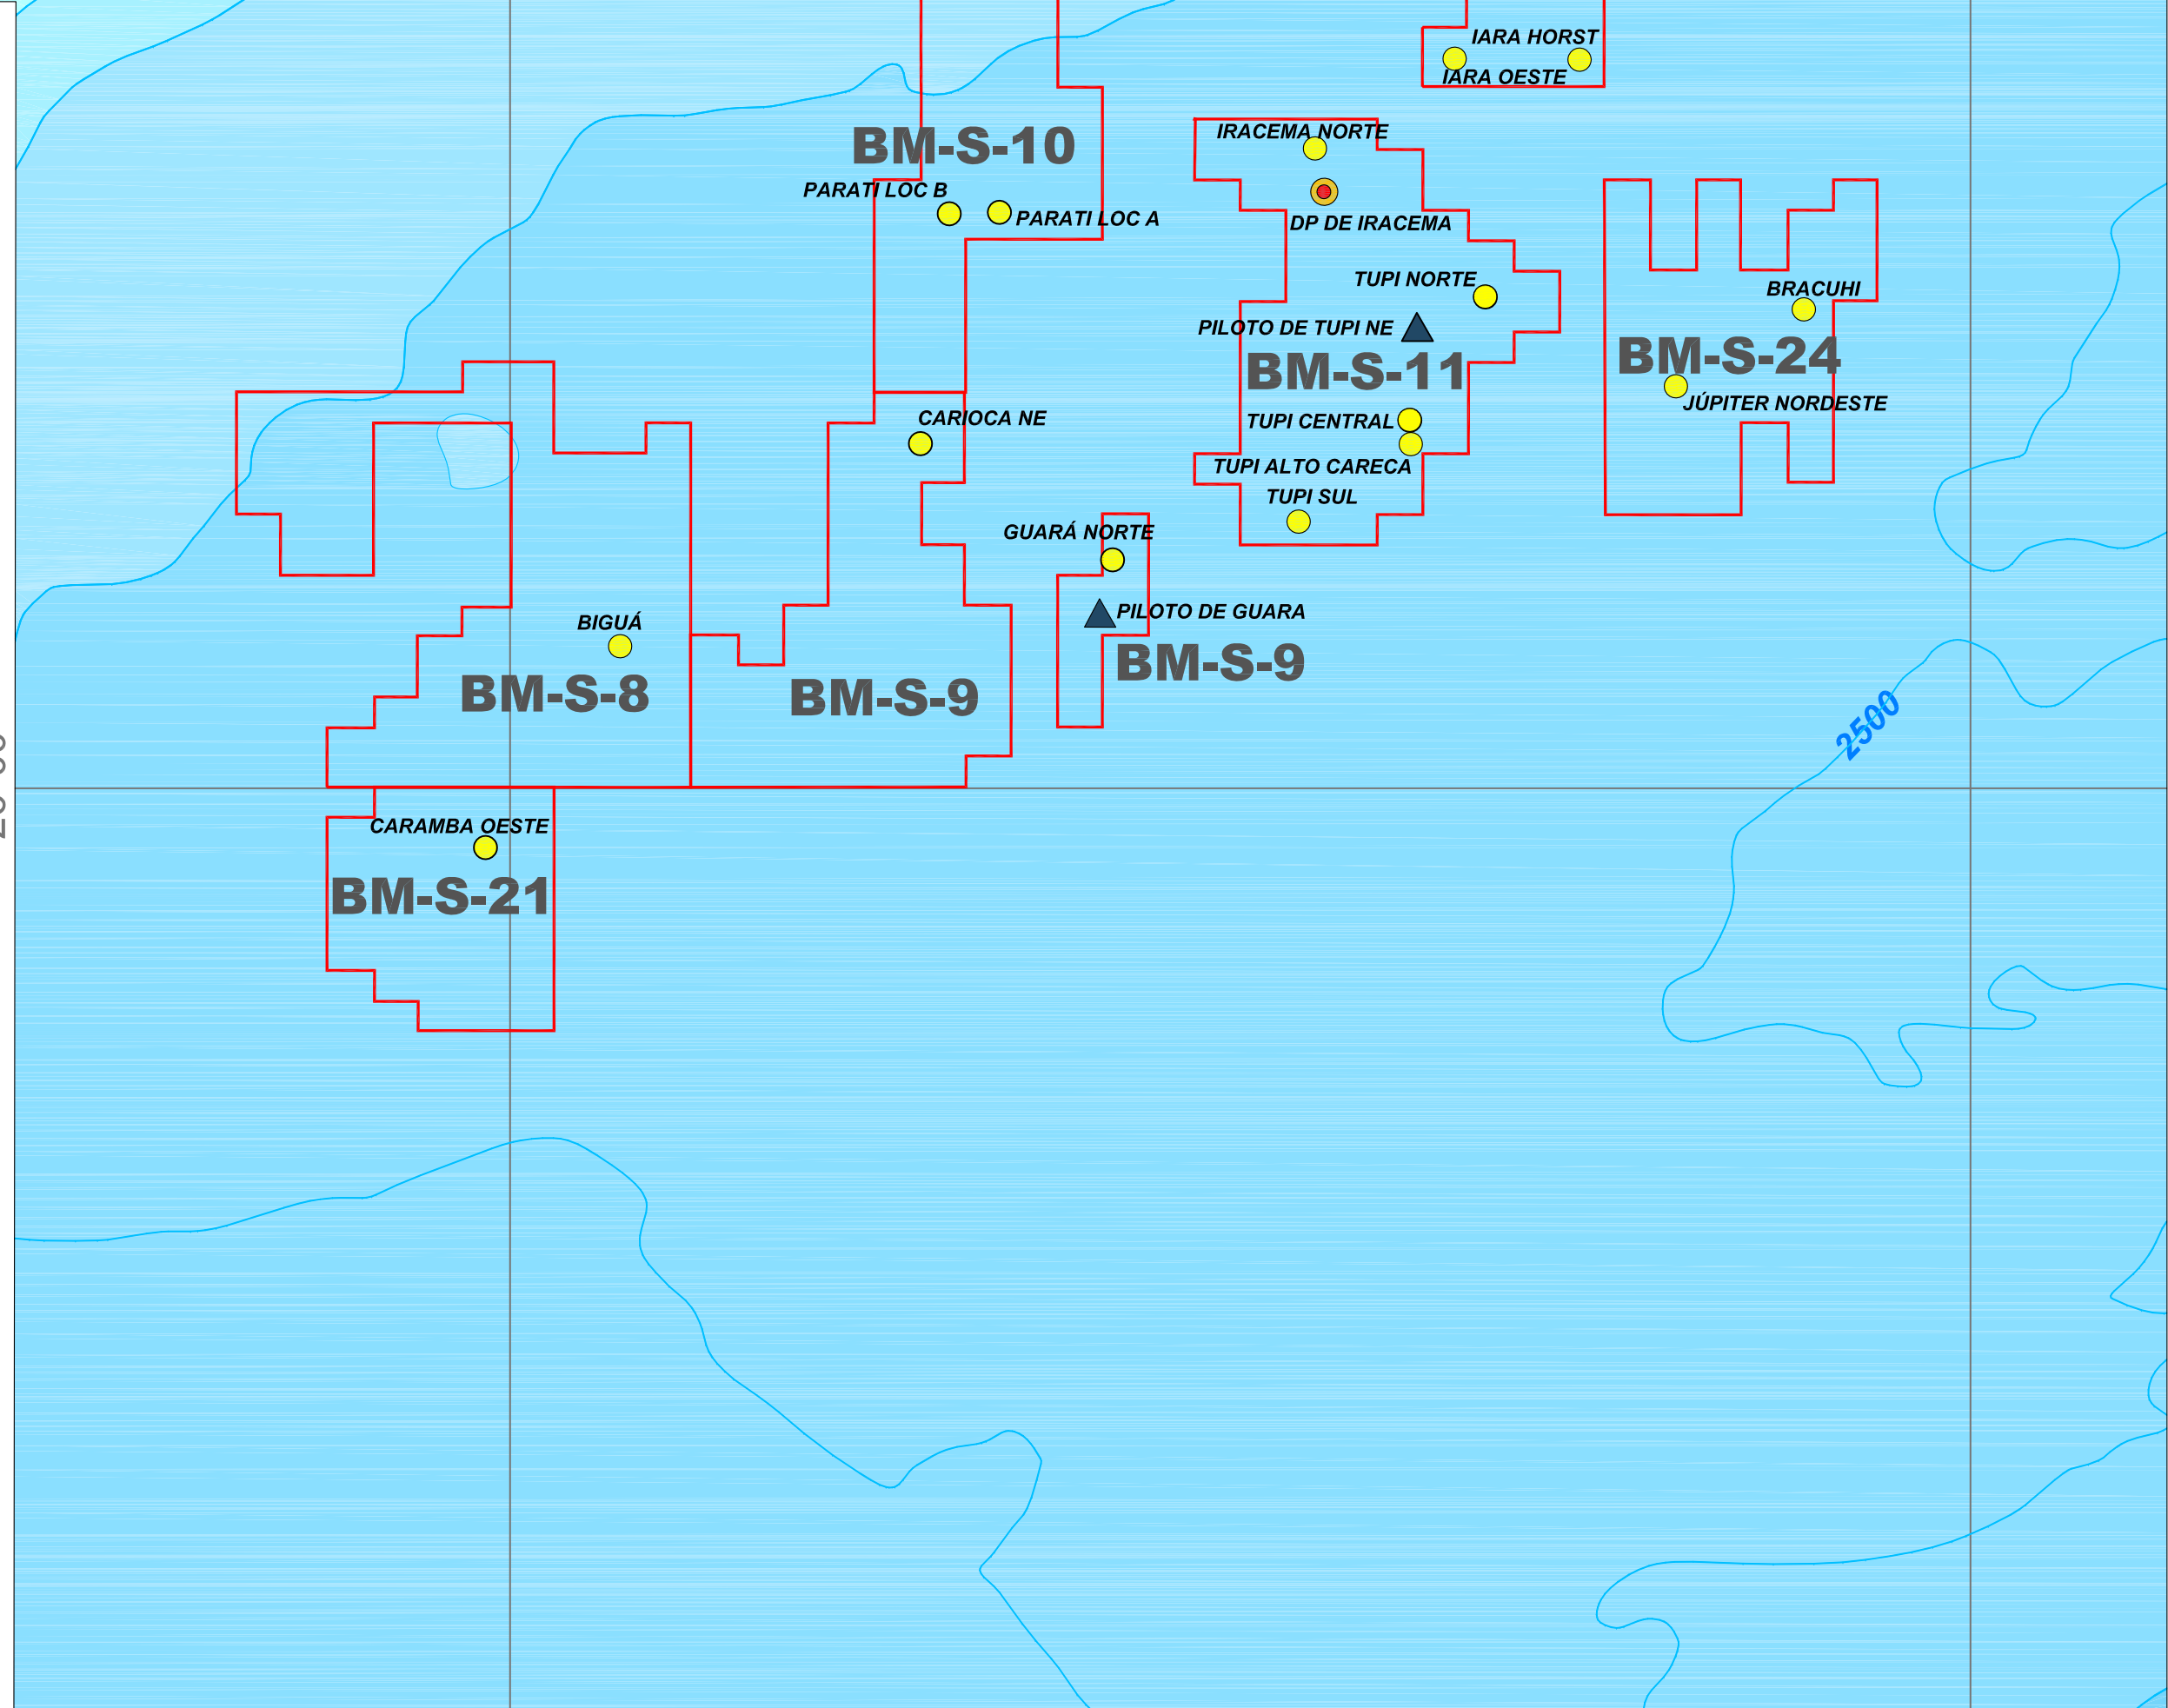 IARA HORST
IARA OESTE
IRACEMA NORTE
BM-S-10
PARATI LOC B
PARATI LOC A
DP DE IRACEMA
TUPI NORTE
BRACUHI
PILOTO DE TUPI NE
BM-S-11
BM-S-24
JÚPITER NORDESTE
CARIOCA NE
TUPI CENTRAL
TUPI ALTO CARECA
TUPI SUL
GUARÁ NORTE
PILOTO DE GUARA
BIGUÁ
BM-S-9
BM-S-8
BM-S-9
2500
CARAMBA OESTE
BM-S-21